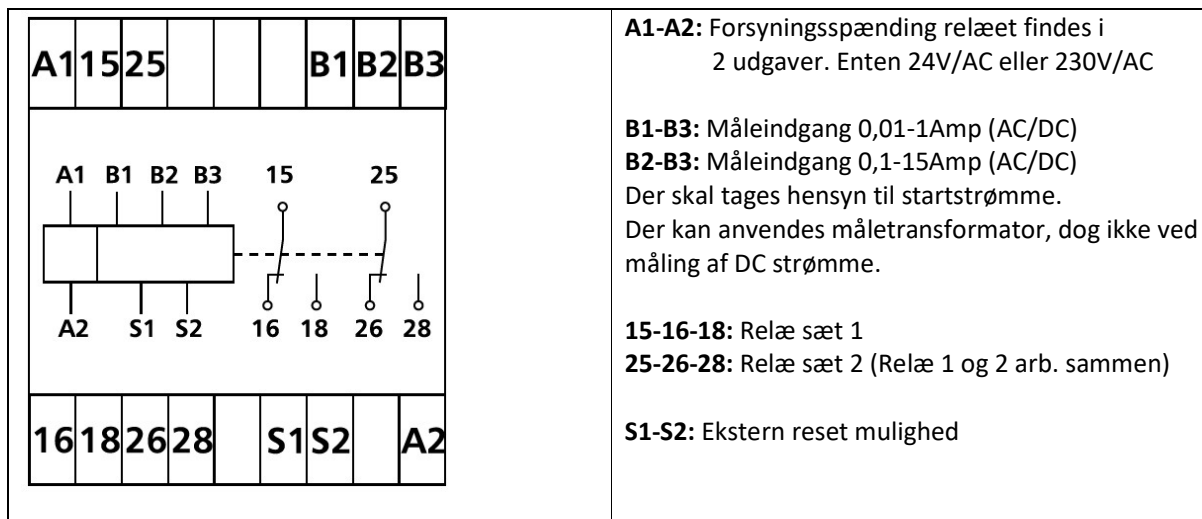 A1 15 25 B1 B2 B3
A1 B1 B2 B3 15 25
A2 S1 S2 16 18 26 28
16 18 26 28 S1 S2 A2
A1-A2: Forsyningsspænding relæet findes i
2 udgaver. Enten 24V/AC eller 230V/AC
B1-B3: Måleindgang 0,01-1Amp (AC/DC)
B2-B3: Måleindgang 0,1-15Amp (AC/DC)
Der skal tages hensyn til startstrømme.
Der kan anvendes måletransformator, dog ikke ved
måling af DC strømme.
15-16-18: Relæ sæt 1
25-26-28: Relæ sæt 2 (Relæ 1 og 2 arb. sammen)
S1-S2: Ekstern reset mulighed